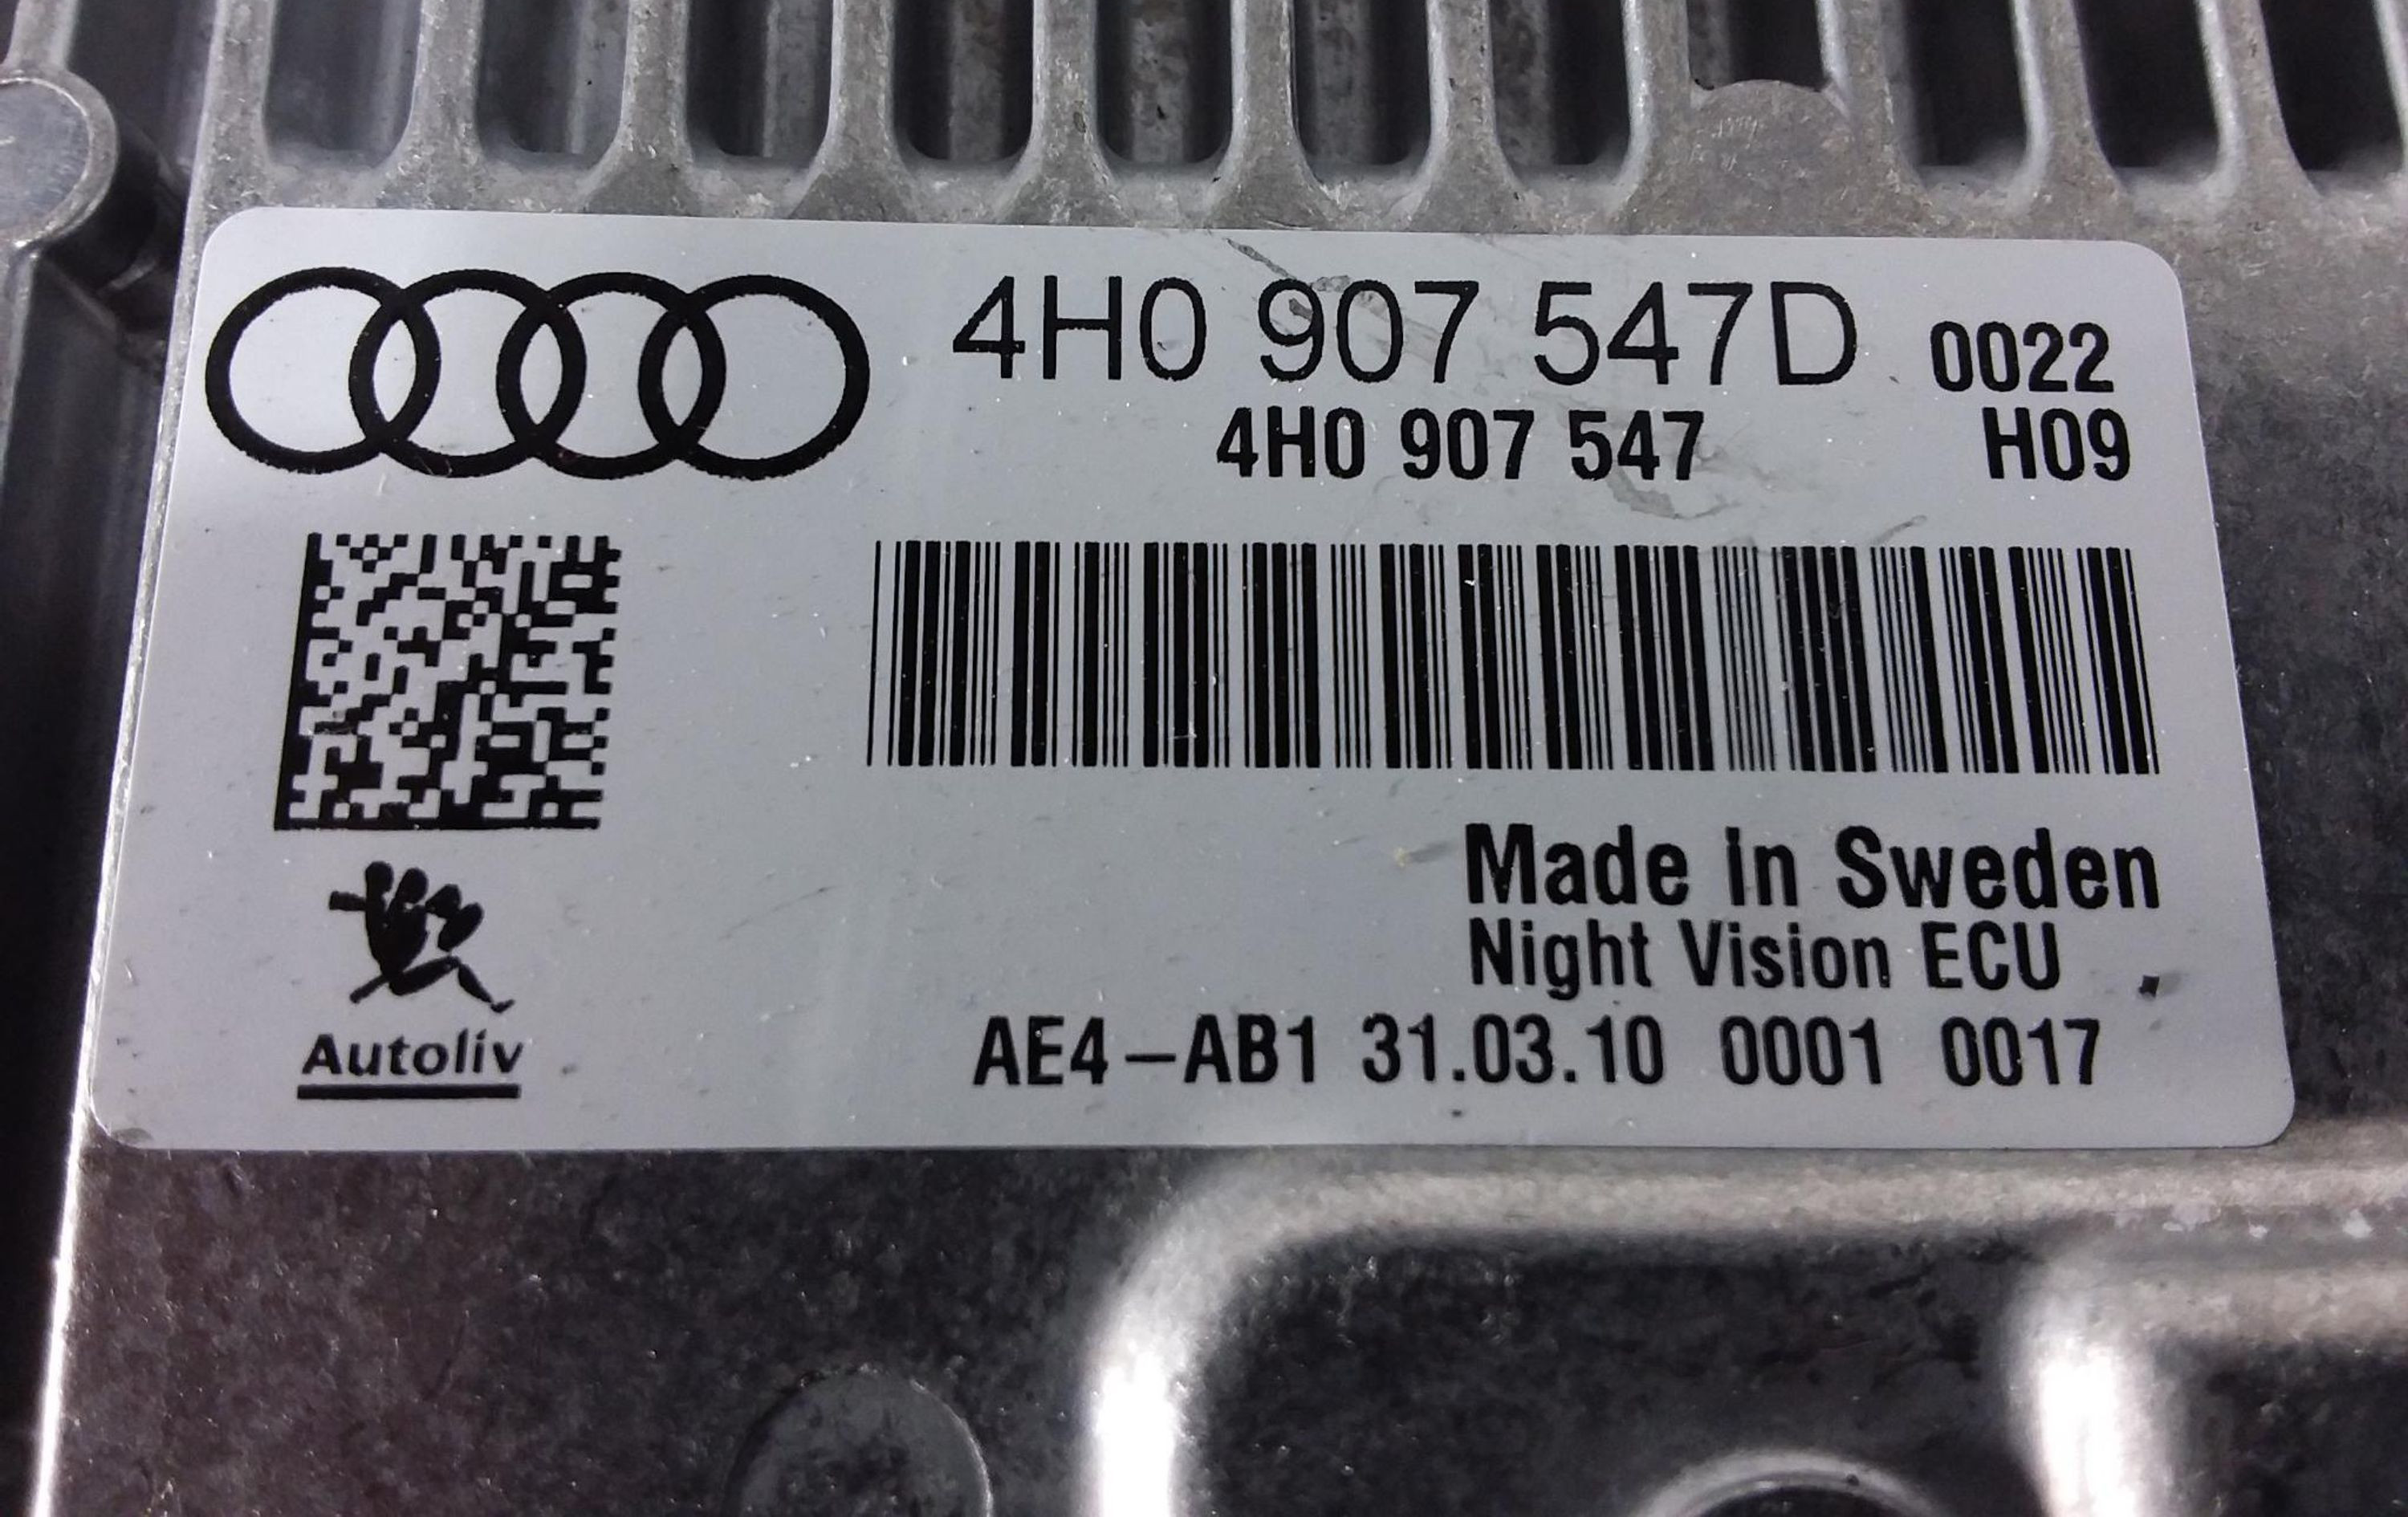 4H0 907 547D 0022
4H0 907 547 H09
Made in Sweden
Night Vision ECU
Autoliv
AE4-AB1 31.03.10 0001 0017